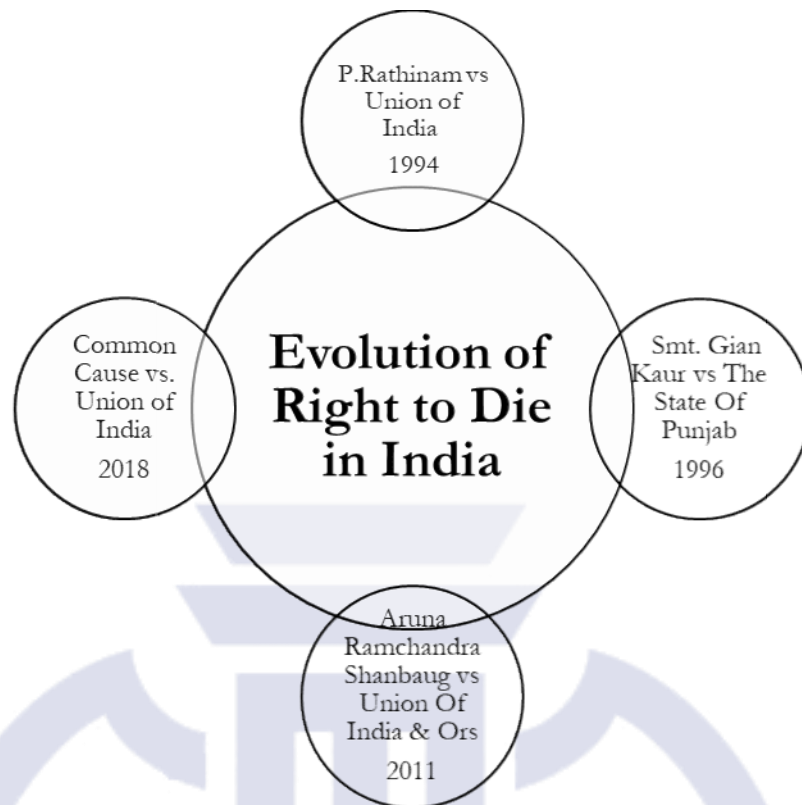 P.Rathinam vs
Union of
India
1994
Evolution of
Right to Die
in India
Smt. Gian
Kaur vs The
State Of
Punjab
1996
Aruna
Ramchandra
Shanbaug vs
Union Of
India & Ors
2011
Common
Cause vs.
Union of
India
2018